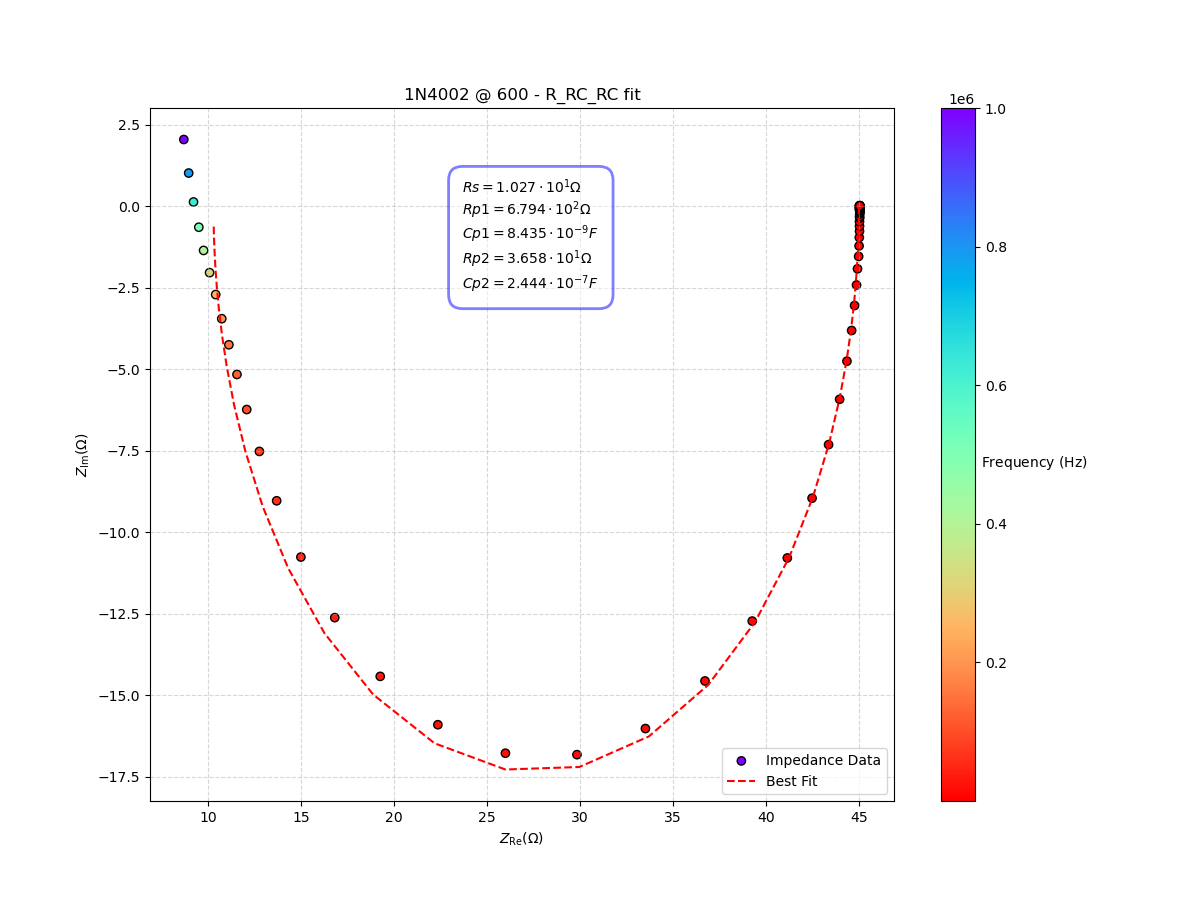 1N4002 @ 600 - R_RC_RC fit
1e6
2.5
0.0
−2.5
−5.0
−7.5
−10.0
−12.5
−15.0
−17.5
Z_Im(Ω)
Rs = 1.027 · 10¹Ω
Rp1 = 6.794 · 10²Ω
Cp1 = 8.435 · 10⁻⁹F
Rp2 = 3.658 · 10¹Ω
Cp2 = 2.444 · 10⁻⁷F
Impedance Data
Best Fit
10 15 20 25 30 35 40 45
Z_Re(Ω)
1.0
0.8
0.6
0.4
0.2
Frequency (Hz)